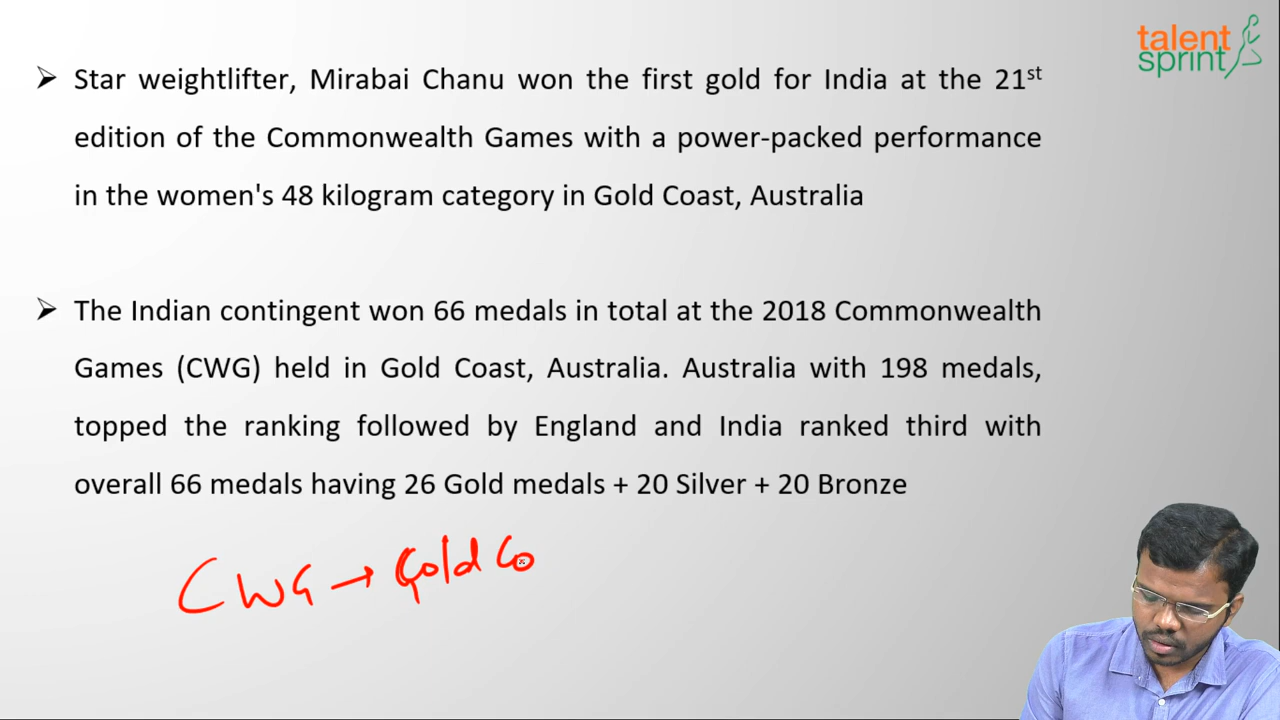 talent
sprint
➢ Star weightlifter, Mirabai Chanu won the first gold for India at the 21st
edition of the Commonwealth Games with a power-packed performance
in the women's 48 kilogram category in Gold Coast, Australia
➢ The Indian contingent won 66 medals in total at the 2018 Commonwealth
Games (CWG) held in Gold Coast, Australia. Australia with 198 medals,
topped the ranking followed by England and India ranked third with
overall 66 medals having 26 Gold medals + 20 Silver + 20 Bronze
CWG → Gold Co